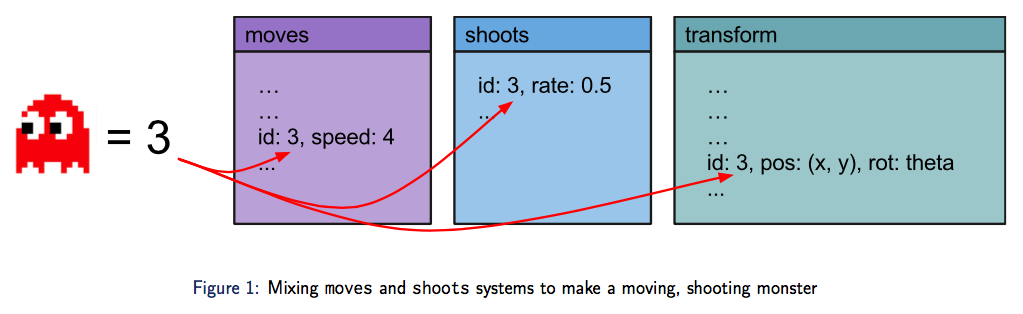 = 3
moves
...
...
id: 3, speed: 4
...
shoots
id: 3, rate: 0.5
...
transform
...
...
...
id: 3, pos: (x, y), rot: theta
...
Figure 1: Mixing moves and shoots systems to make a moving, shooting monster